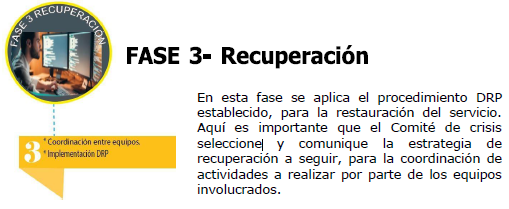 FASE 3 RECUPERACIÓN
FASE 3- Recuperación
En esta fase se aplica el procedimiento DRP
establecido, para la restauración del servicio.
Aquí es importante que el Comité de crisis
seleccione y comunique la estrategia de
recuperación a seguir, para la coordinación de
actividades a realizar por parte de los equipos
involucrados.
3
* Coordinación entre equipos.
* Implementación DRP